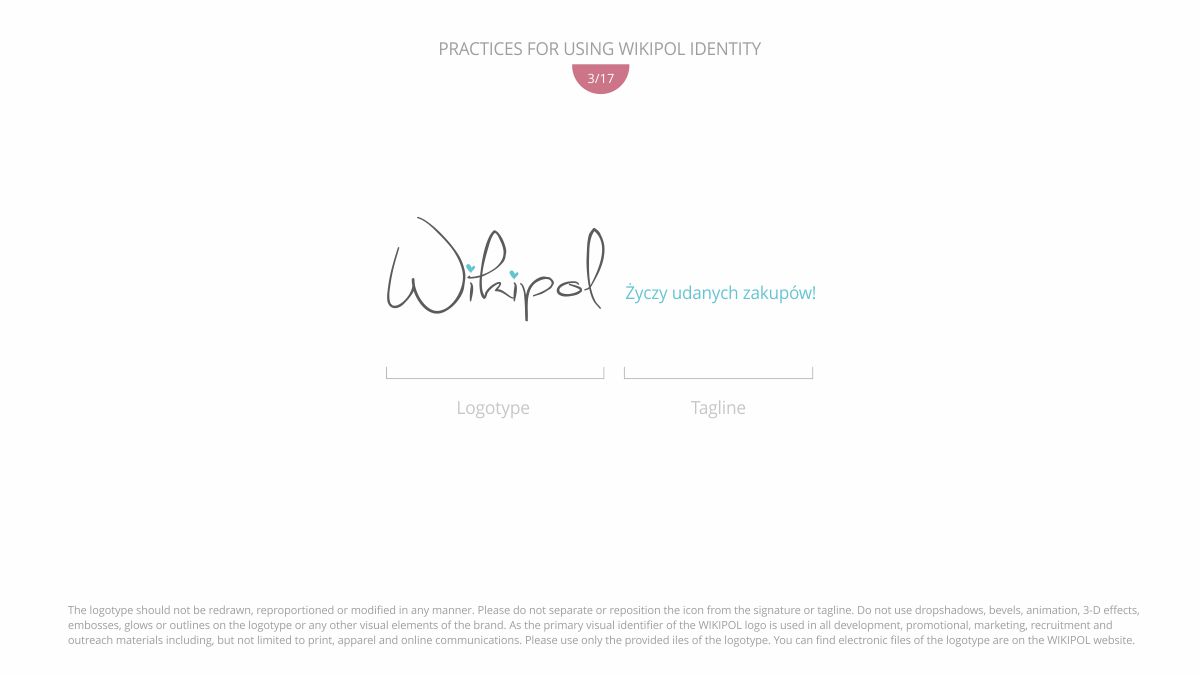 PRACTICES FOR USING WIKIPOL IDENTITY
3/17
Wikipol
Życzy udanych zakupów!
Logotype
Tagline
The logotype should not be redrawn, reproportioned or modified in any manner. Please do not separate or reposition the icon from the signature or tagline. Do not use dropshadows, bevels, animation, 3-D effects,
embosses, glows or outlines on the logotype or any other visual elements of the brand. As the primary visual identifier of the WIKIPOL logo is used in all development, promotional, marketing, recruitment and
outreach materials including, but not limited to print, apparel and online communications. Please use only the provided iles of the logotype. You can find electronic files of the logotype are on the WIKIPOL website.